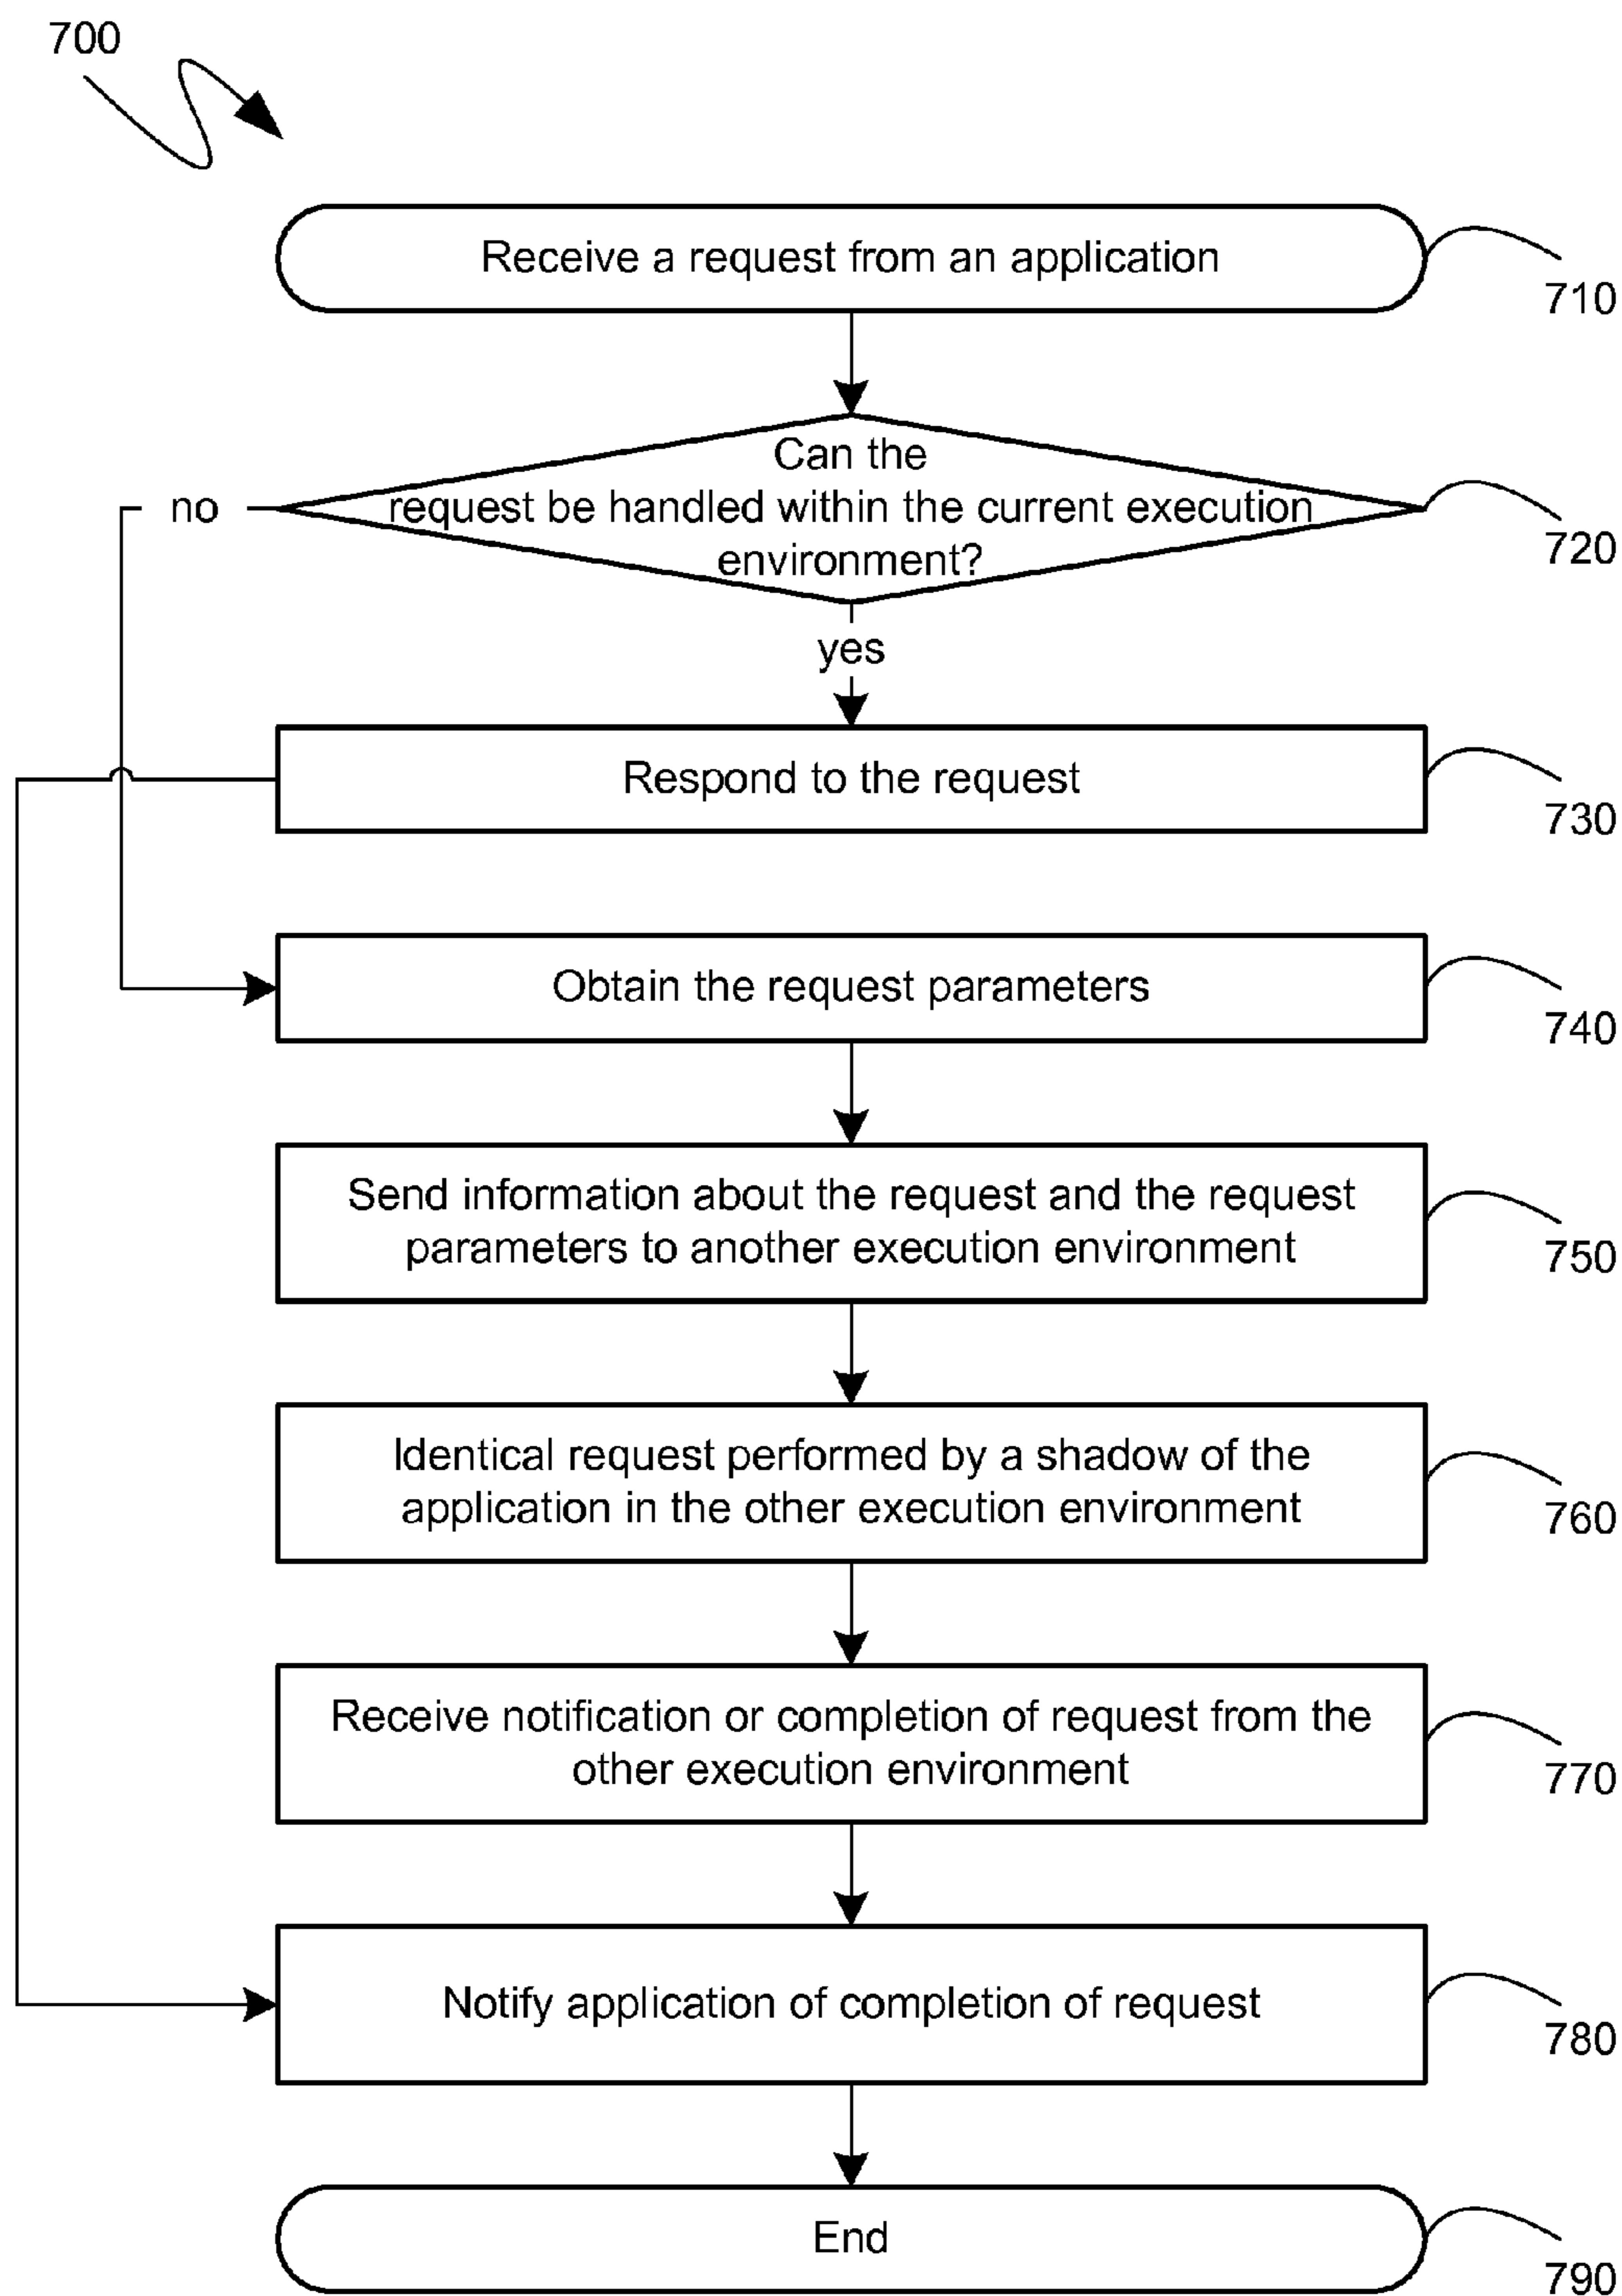 700
Receive a request from an application
710
Can the
request be handled within the current execution
environment?
no
720
yes
Respond to the request
730
Obtain the request parameters
740
Send information about the request and the request
parameters to another execution environment
750
Identical request performed by a shadow of the
application in the other execution environment
760
Receive notification or completion of request from the
other execution environment
770
Notify application of completion of request
780
End
790